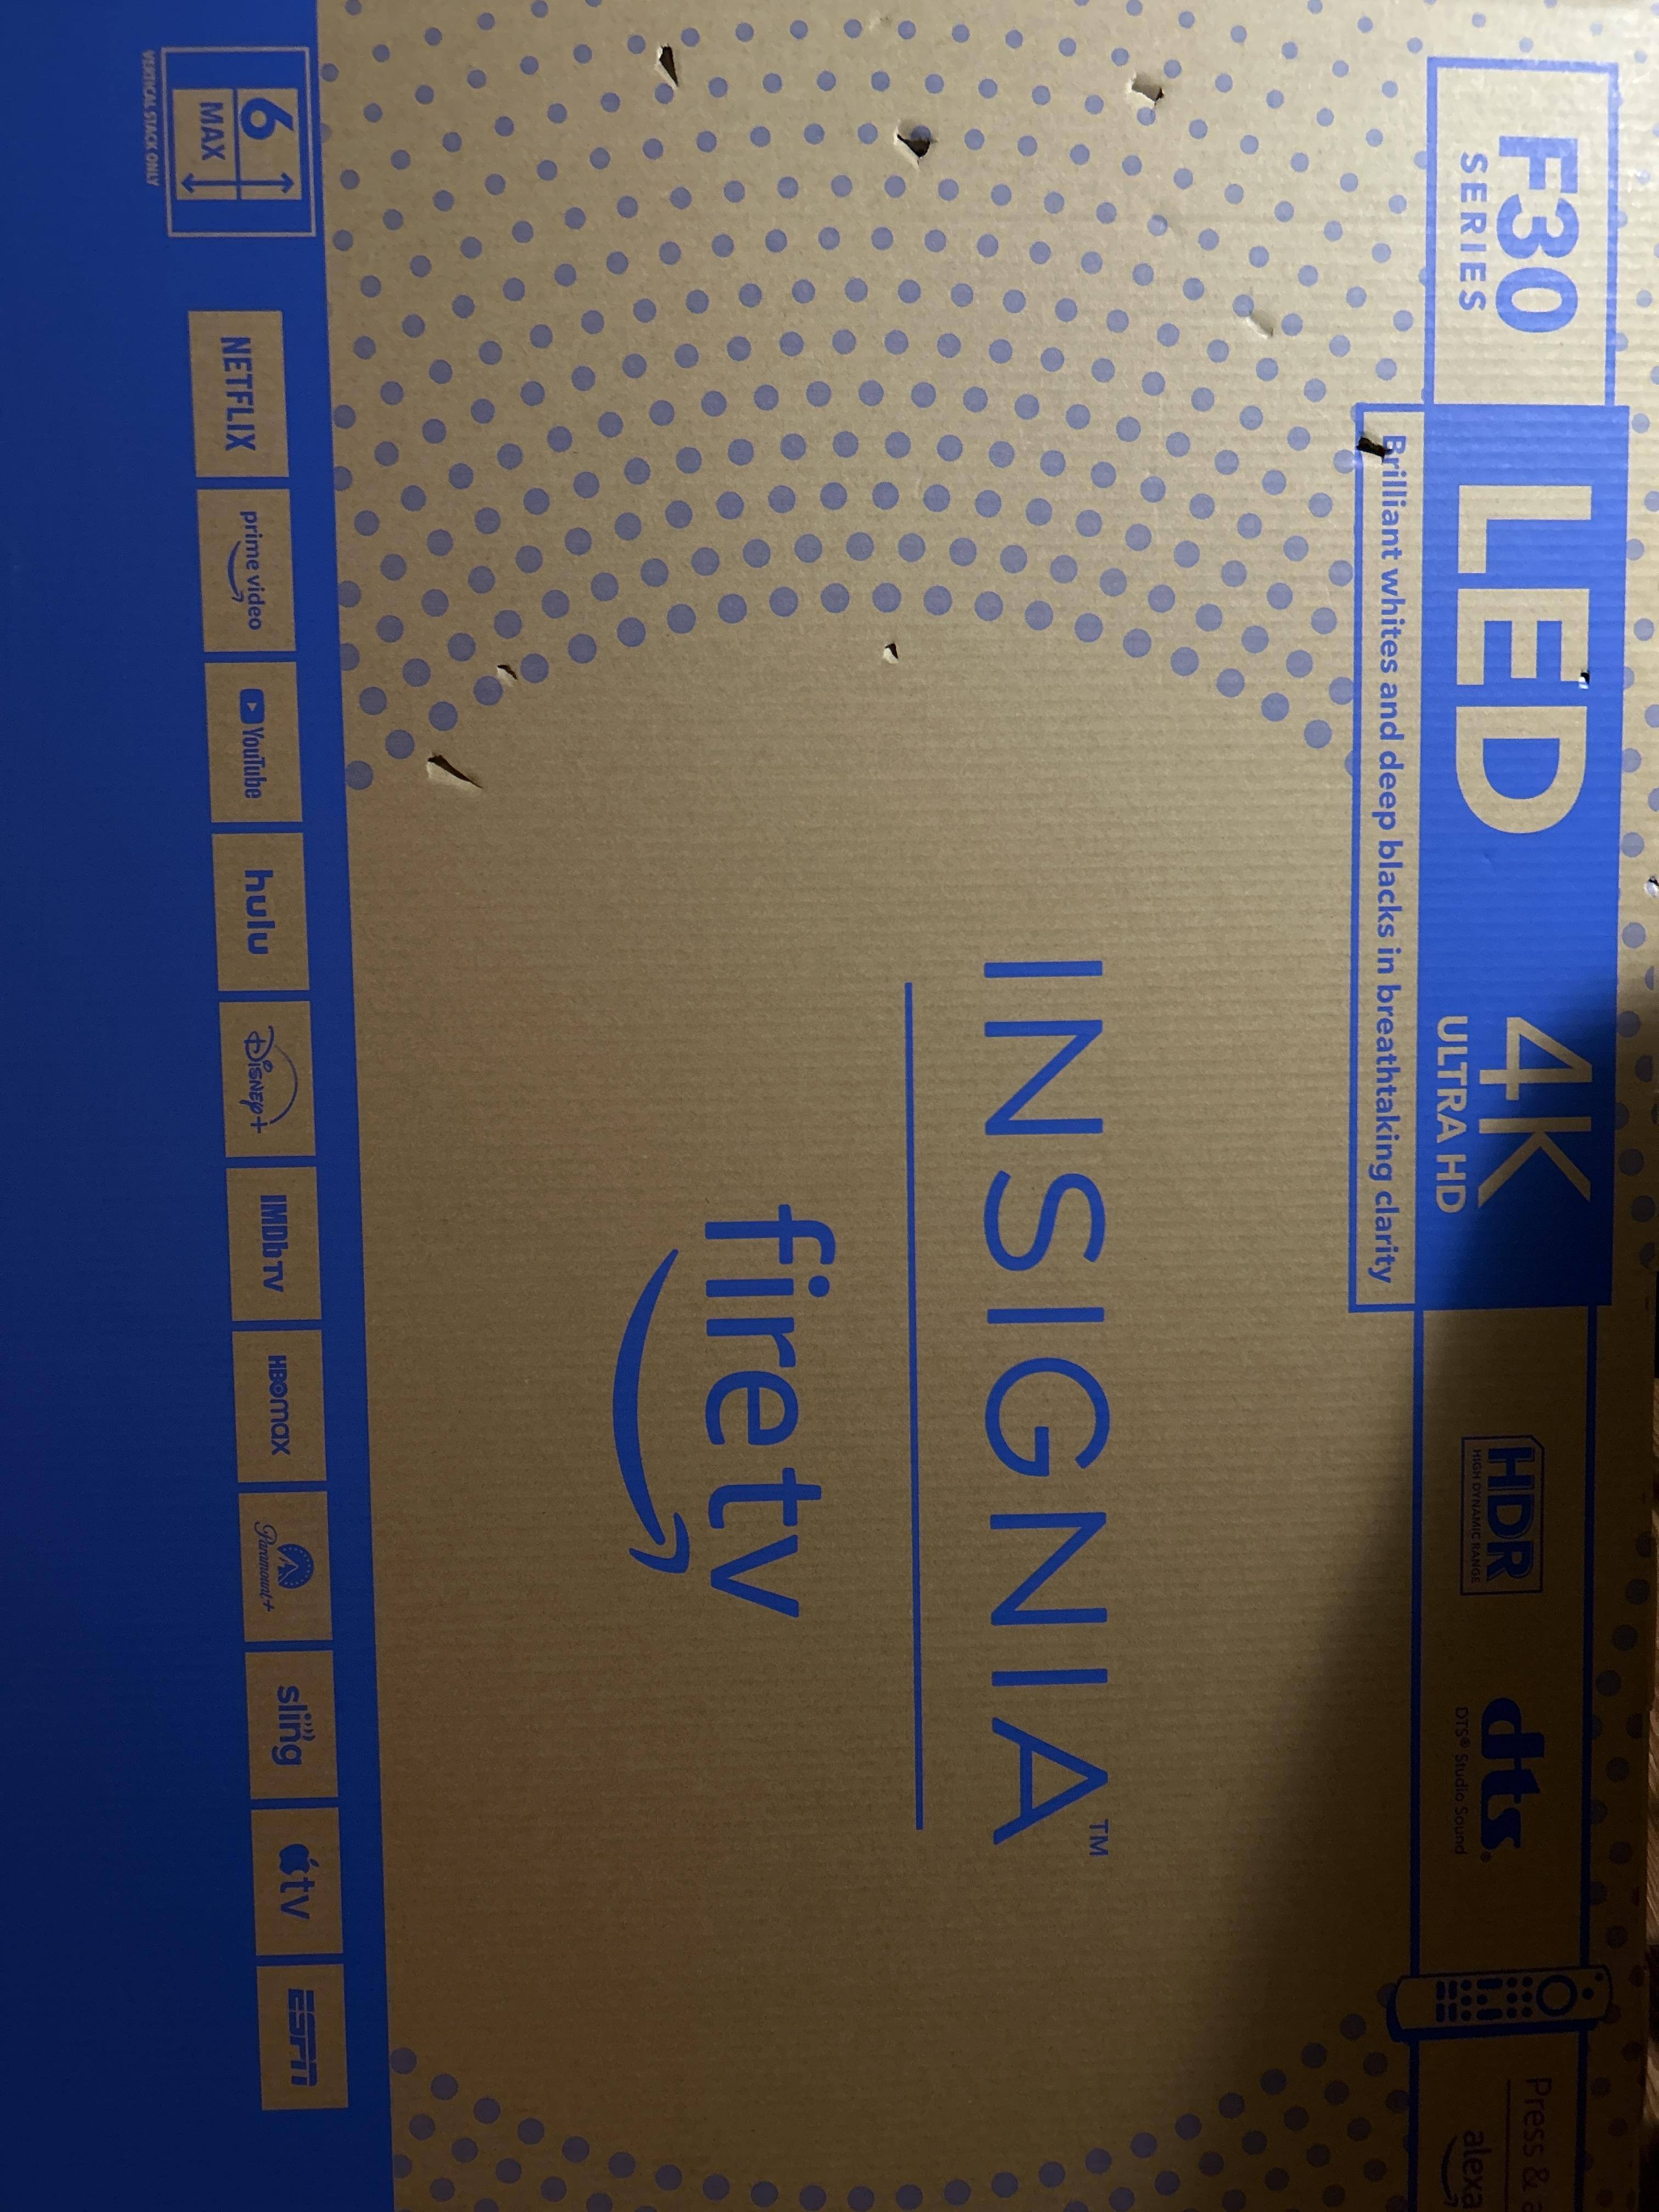 F30
SERIES
LED
4K
ULTRA HD
Brilliant whites and deep blacks in breathtaking clarity
HDR
HIGH DYNAMIC RANGE
dts®
DTS® Studio Sound
Press & a
alexa
INSIGNIA™
firetv
6
MAX
VERTICAL STACK ONLY
NETFLIX
prime video
YouTube
hulu
Disney+
IMDb TV
HBOmax
Paramount+
sling
tv
ESPN